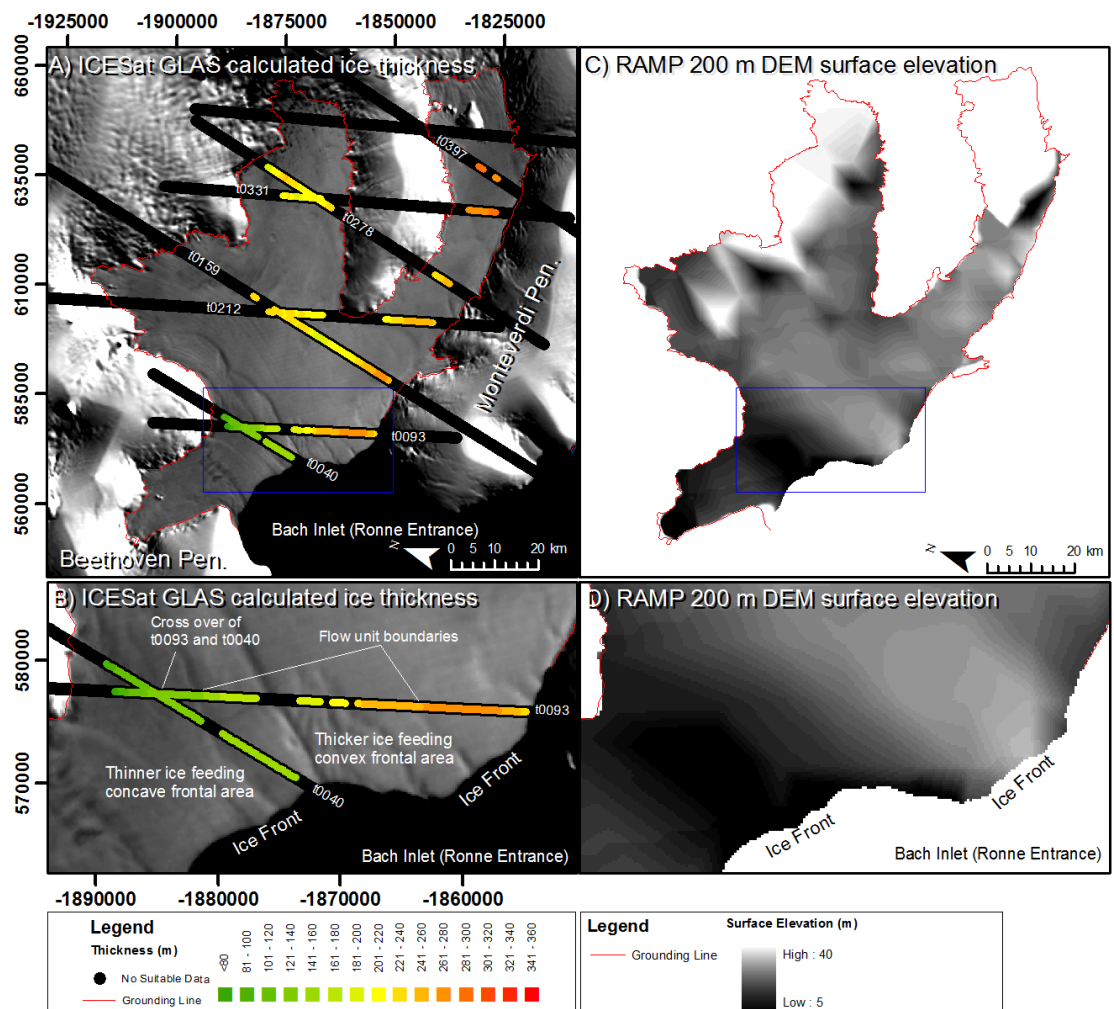 -1925000 -1900000 -1875000 -1850000 -1825000
A) ICESat GLAS calculated ice thickness
660000
635000
610000
585000
560000
t0397
t0331
t0278
t0159
t0212
Monteverdi Pen.
t0093
t0040
Bach Inlet (Ronne Entrance)
Beethoven Pen.
N
0 5 10 20 km
C) RAMP 200 m DEM surface elevation
N
0 5 10 20 km
B) ICESat GLAS calculated ice thickness
Cross over of
t0093 and t0040
Flow unit boundaries
580000
570000
t0093
Thicker ice feeding
convex frontal area
Thinner ice feeding
concave frontal area
t0040
Ice Front
Ice Front
Bach Inlet (Ronne Entrance)
-1890000 -1880000 -1870000 -1860000
D) RAMP 200 m DEM surface elevation
Ice Front
Ice Front
Bach Inlet (Ronne Entrance)
Legend
Thickness (m)
No Suitable Data
Grounding Line
<80
81 - 100
101 - 120
121 - 140
141 - 160
161 - 180
181 - 200
201 - 220
221 - 240
241 - 260
261 - 280
281 - 300
301 - 320
321 - 340
341 - 360
Legend
Grounding Line
Surface Elevation (m)
High : 40
Low : 5